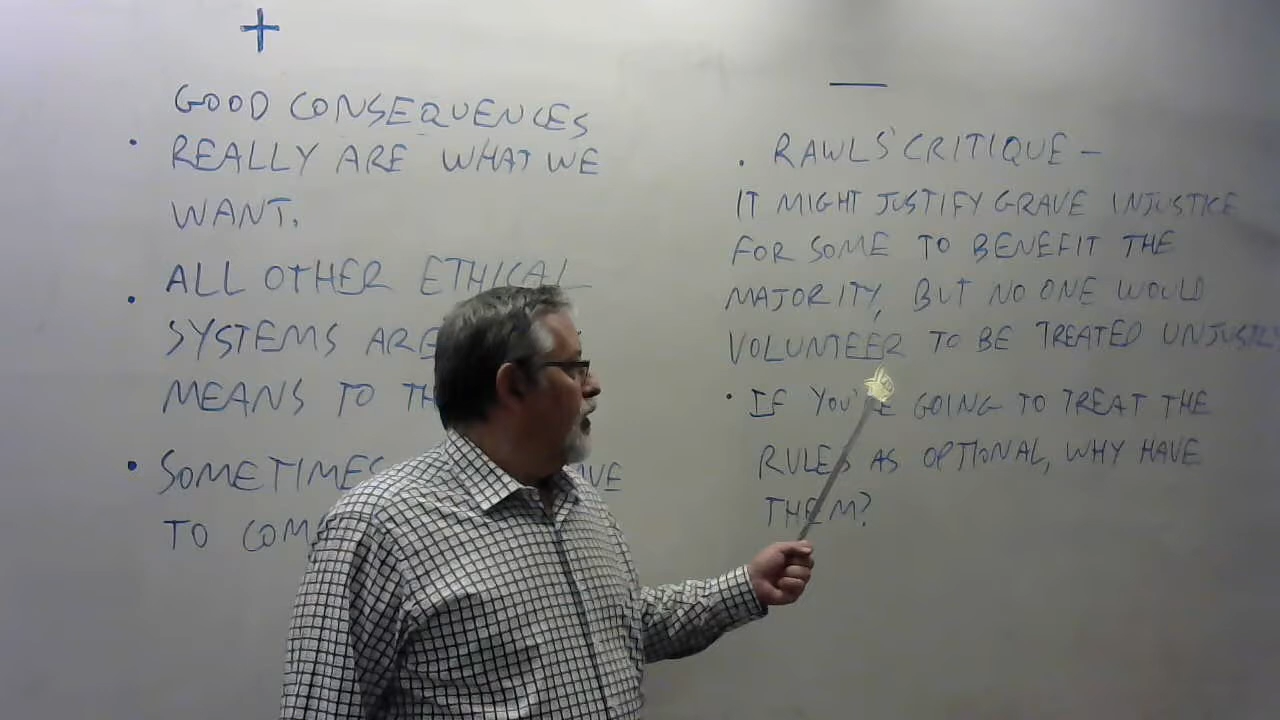 +
GOOD CONSEQUENCES
• REALLY ARE WHAT WE
WANT.
• ALL OTHER ETHICAL
SYSTEMS ARE
MEANS TO
• SOMETIMES
TO
—
• RAWLS' CRITIQUE —
IT MIGHT JUSTIFY GRAVE INJUSTICE
FOR SOME TO BENEFIT THE
MAJORITY, BUT NO ONE WOULD
VOLUNTEER TO BE TREATED UNJUSTLY
• IF YOU'RE GOING TO TREAT THE
RULES AS OPTIONAL, WHY HAVE
THEM?